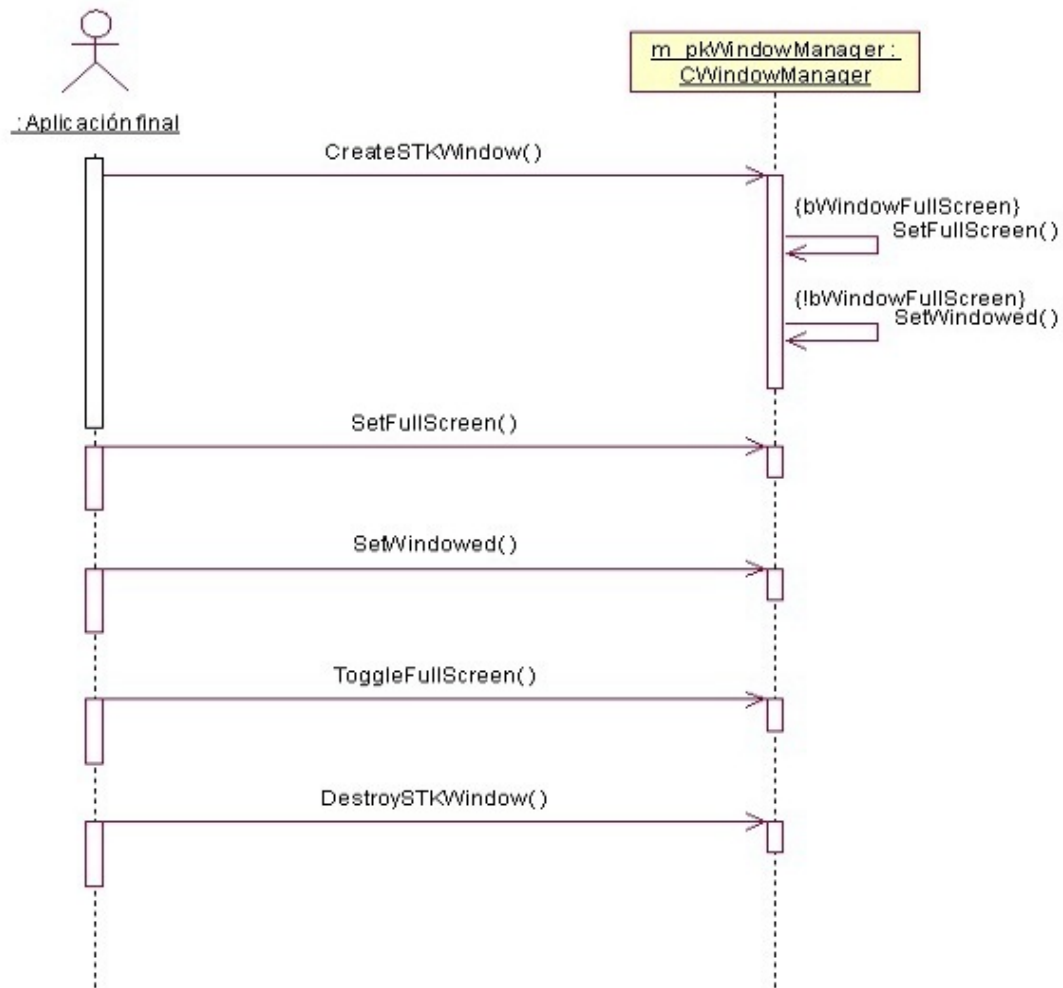 m_pkWindowManager :
CWindowManager
: Aplicación final
CreateSTKWindow()
{bWindowFullScreen}
SetFullScreen()
{!bWindowFullScreen}
SetWindowed()
SetFullScreen()
SetWindowed()
ToggleFullScreen()
DestroySTKWindow()